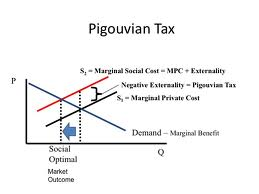 Pigouvian Tax
P
S₂ = Marginal Social Cost = MPC + Externality
Negative Externality = Pigouvian Tax
S₁ = Marginal Private Cost
Demand – Marginal Benefit
Social
Optimal
Q
Market
Outcome